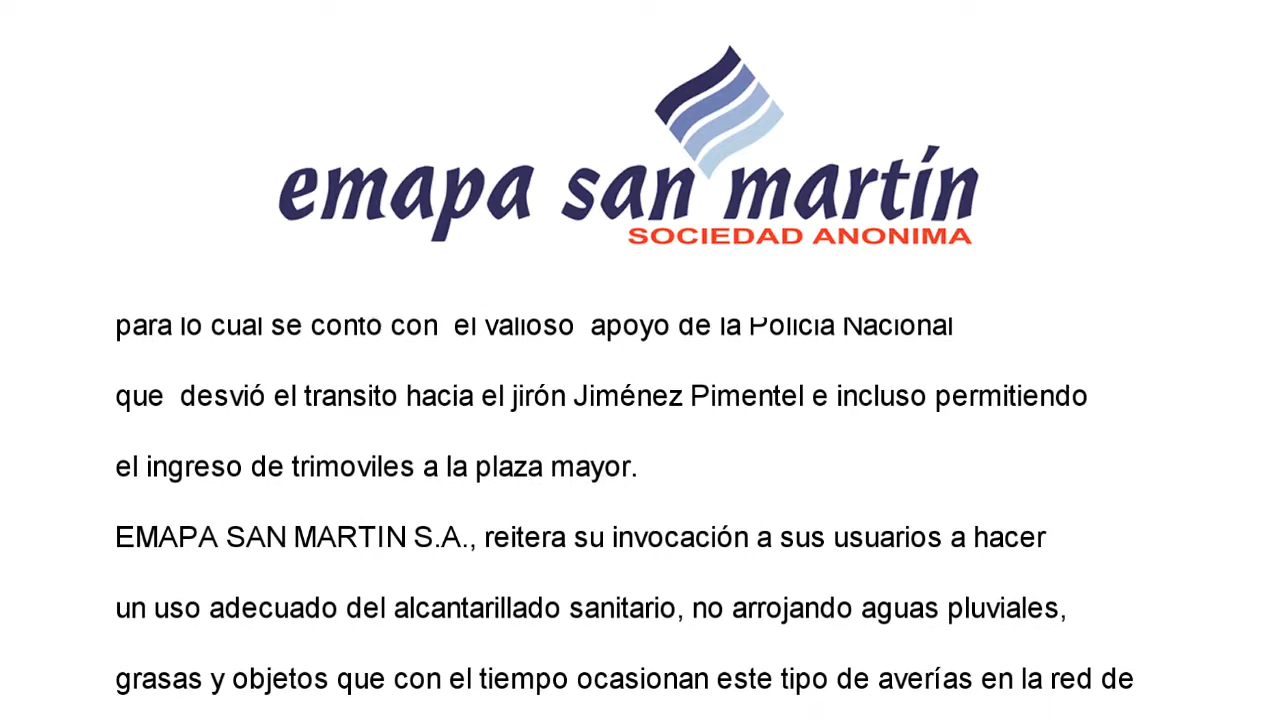 emapa san martín
SOCIEDAD ANONIMA
para lo cual se contó con el valioso apoyo de la Policía Nacional
que desvió el transito hacia el jirón Jiménez Pimentel e incluso permitiendo
el ingreso de trimoviles a la plaza mayor.
EMAPA SAN MARTIN S.A., reitera su invocación a sus usuarios a hacer
un uso adecuado del alcantarillado sanitario, no arrojando aguas pluviales,
grasas y objetos que con el tiempo ocasionan este tipo de averías en la red de